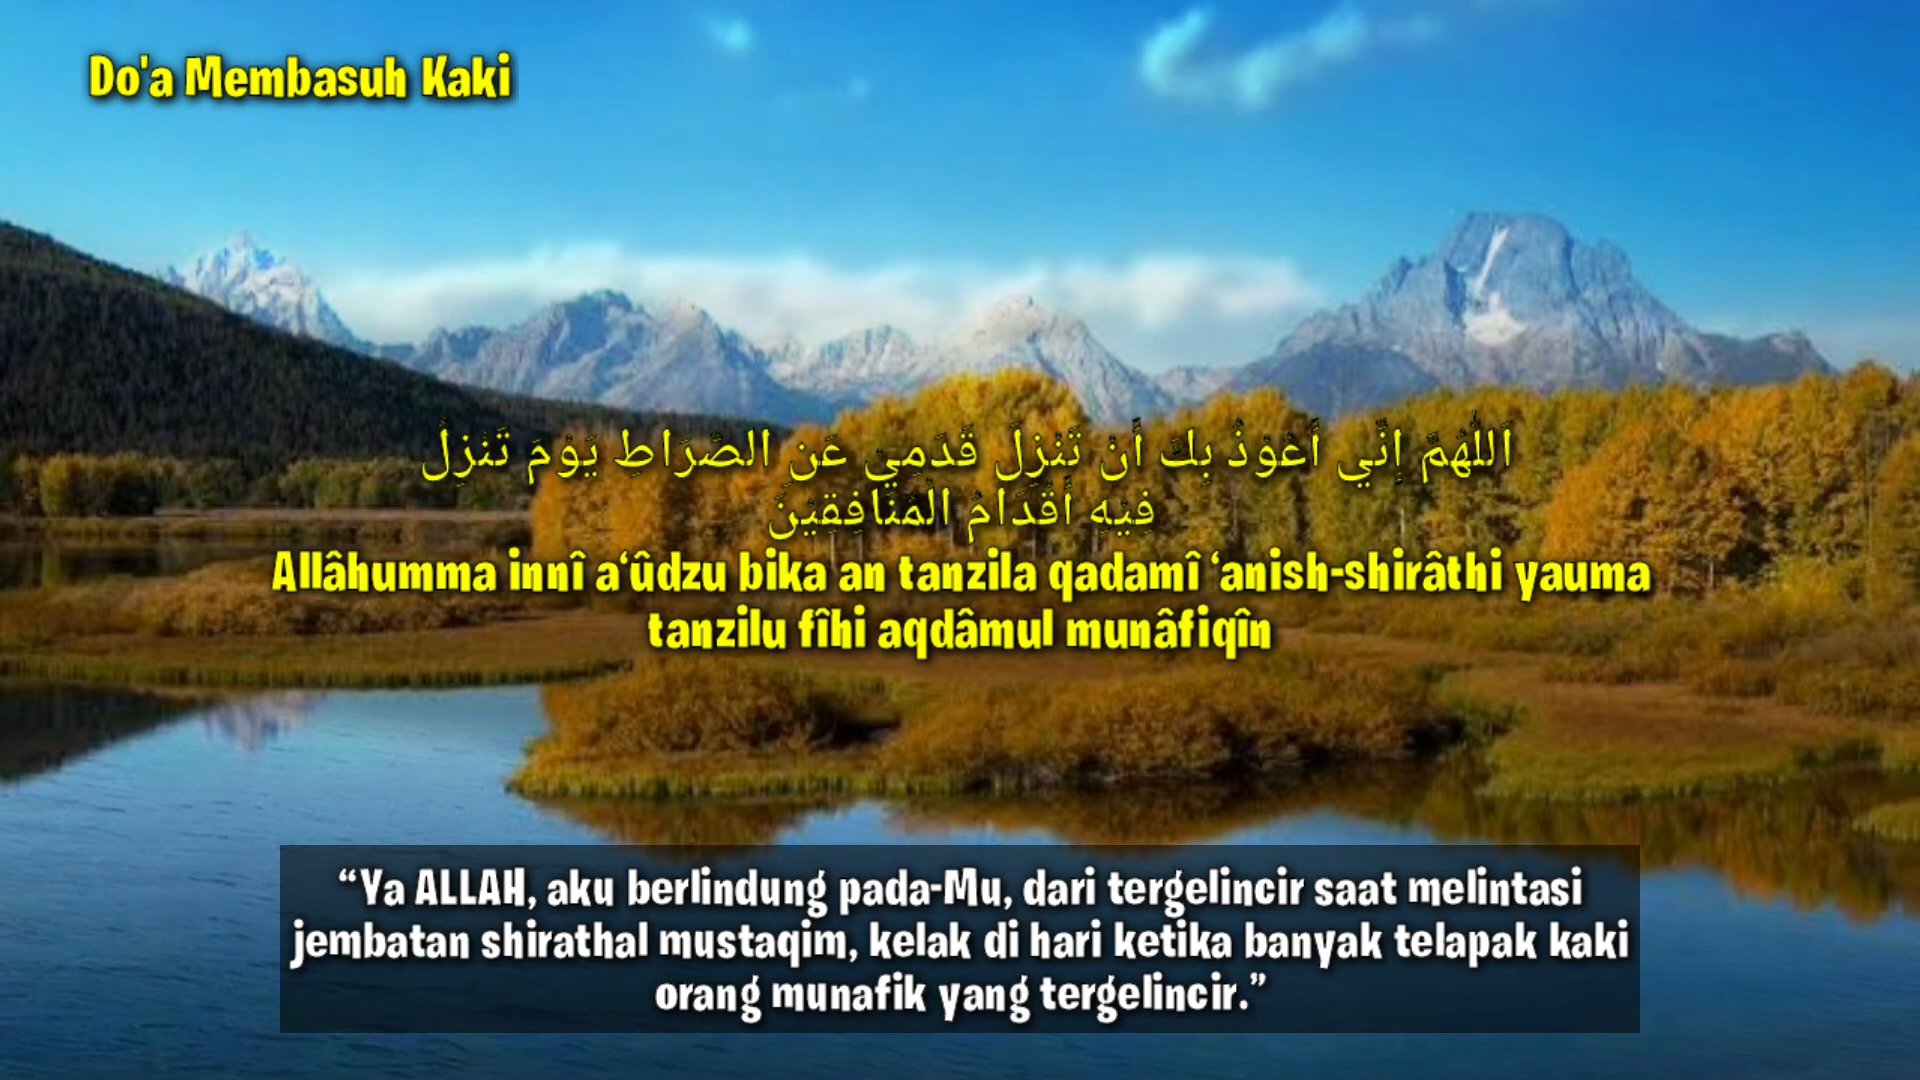 Do'a Membasuh Kaki
اَللّٰهُمَّ إِنِّي أَعُوْذُ بِكَ أَنْ تَنْزِلَ قَدَمِيْ عَنِ الصِّرَاطِ يَوْمَ تَنْزِلُ
فِيْهِ أَقْدَامُ الْمُنَافِقِيْنَ
Allâhumma innî a‘ûdzu bika an tanzila qadamî ‘anish-shirâthi yauma
tanzilu fîhi aqdâmul munâfiqîn
“Ya ALLAH, aku berlindung pada-Mu, dari tergelincir saat melintasi
jembatan shirathal mustaqim, kelak di hari ketika banyak telapak kaki
orang munafik yang tergelincir.”